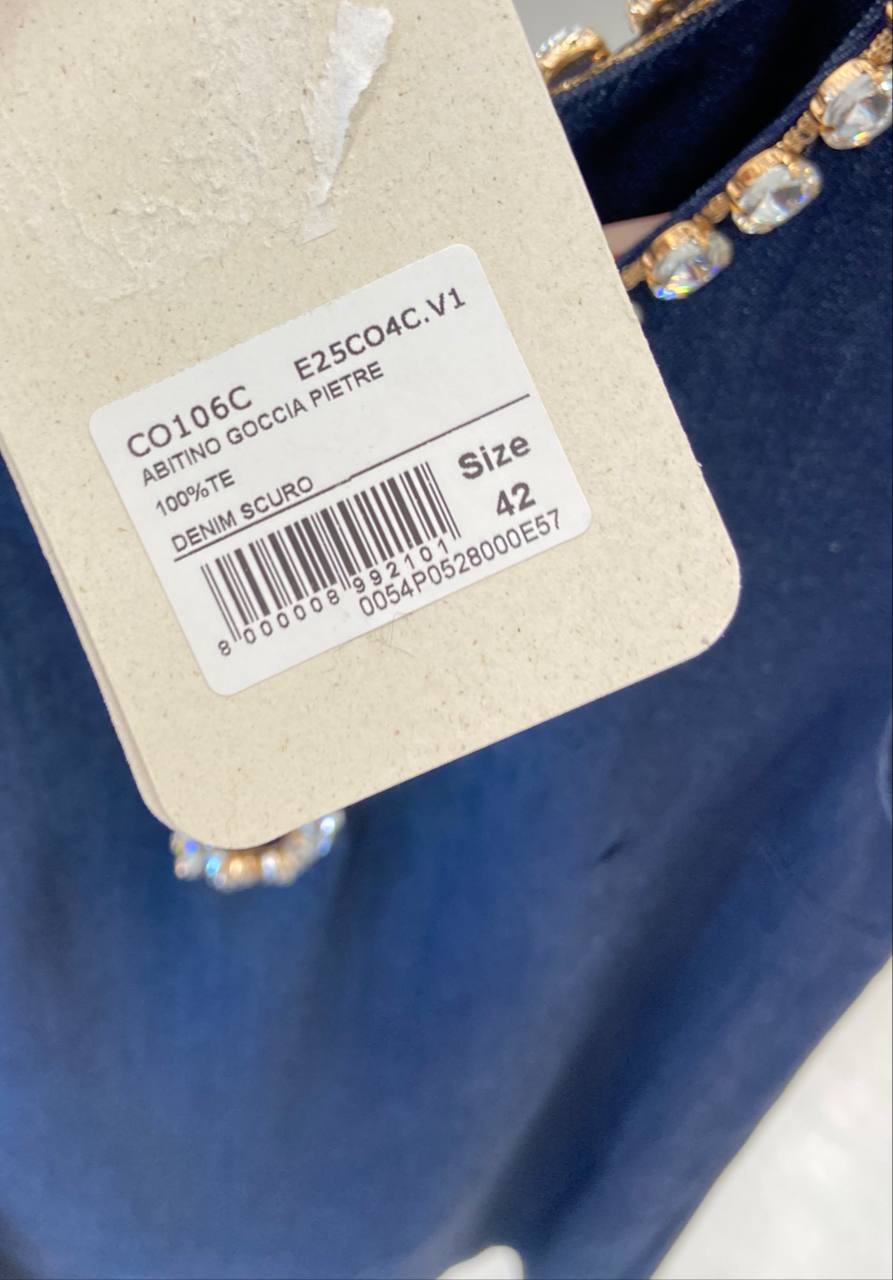 CO106C E25CO4C.V1
ABITINO GOCCIA PIETRE
100%TE
DENIM SCURO
Size
42
8 000008 992101
0054P0528000E57